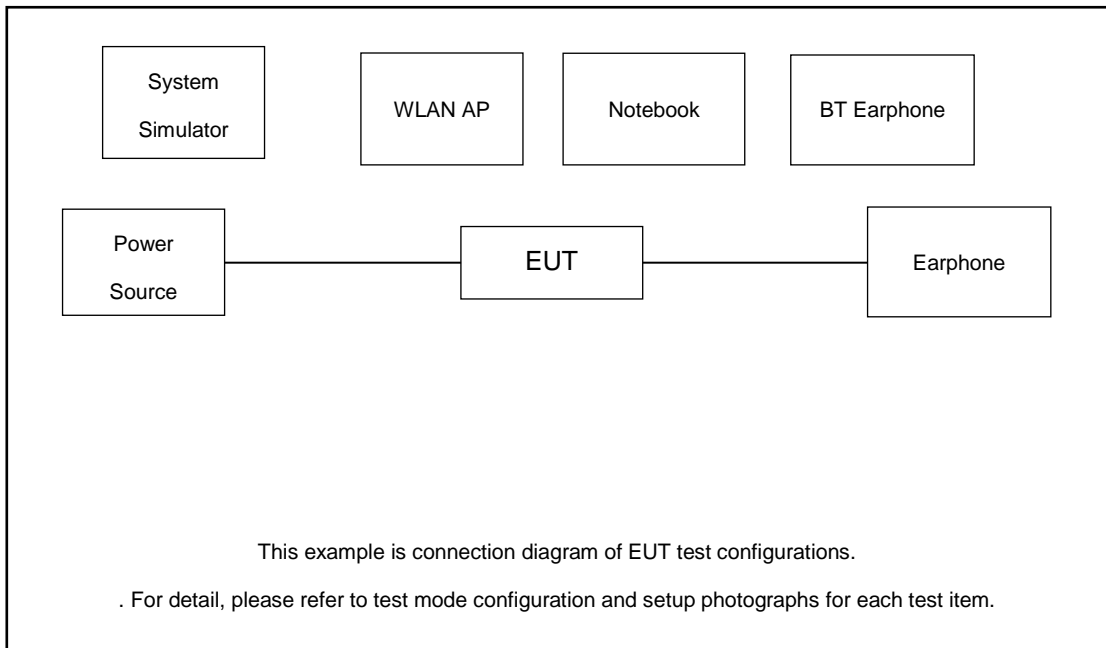 System
Simulator
WLAN AP
Notebook
BT Earphone
Power
Source
EUT
Earphone
This example is connection diagram of EUT test configurations.
. For detail, please refer to test mode configuration and setup photographs for each test item.